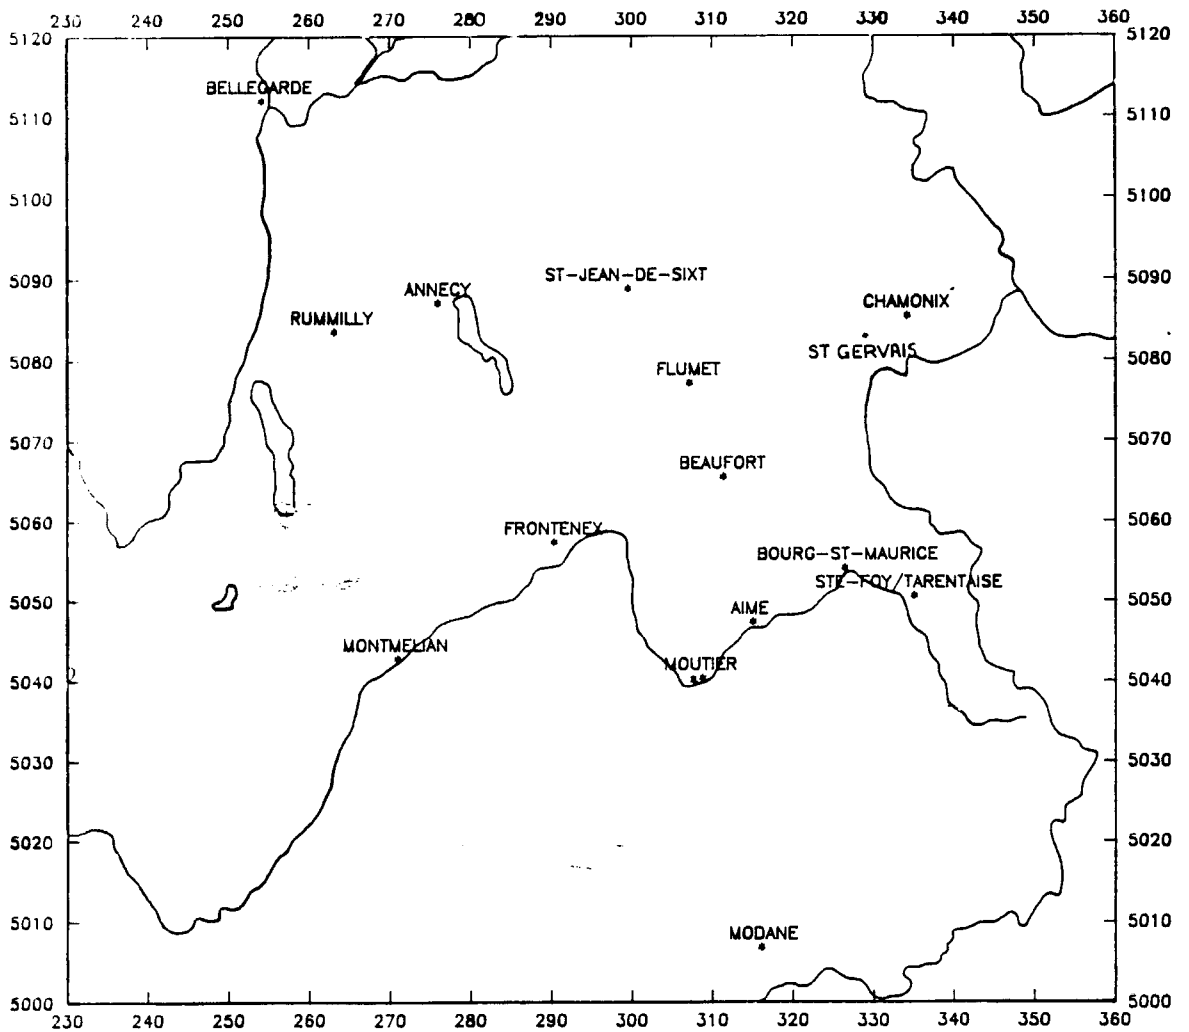 230 240 250 260 270 280 290 300 310 320 330 340 350 360
5120 5120
BELLEGARDE
5110 5110
5100 5100
ST-JEAN-DE-SIXT
5090 5090
ANNECY
CHAMONIX
RUMMILLY
ST GERVAIS
5080 5080
FLUMET
5070 5070
BEAUFORT
5060 5060
FRONTENEX
BOURG-ST-MAURICE
STE-FOY/TARENTAISE
5050 5050
AIME
MONTMELIAN
MOUTIER
5040 5040
5030 5030
5020 5020
5010 5010
MODANE
5000 5000
230 240 250 260 270 280 290 300 310 320 330 340 350 360